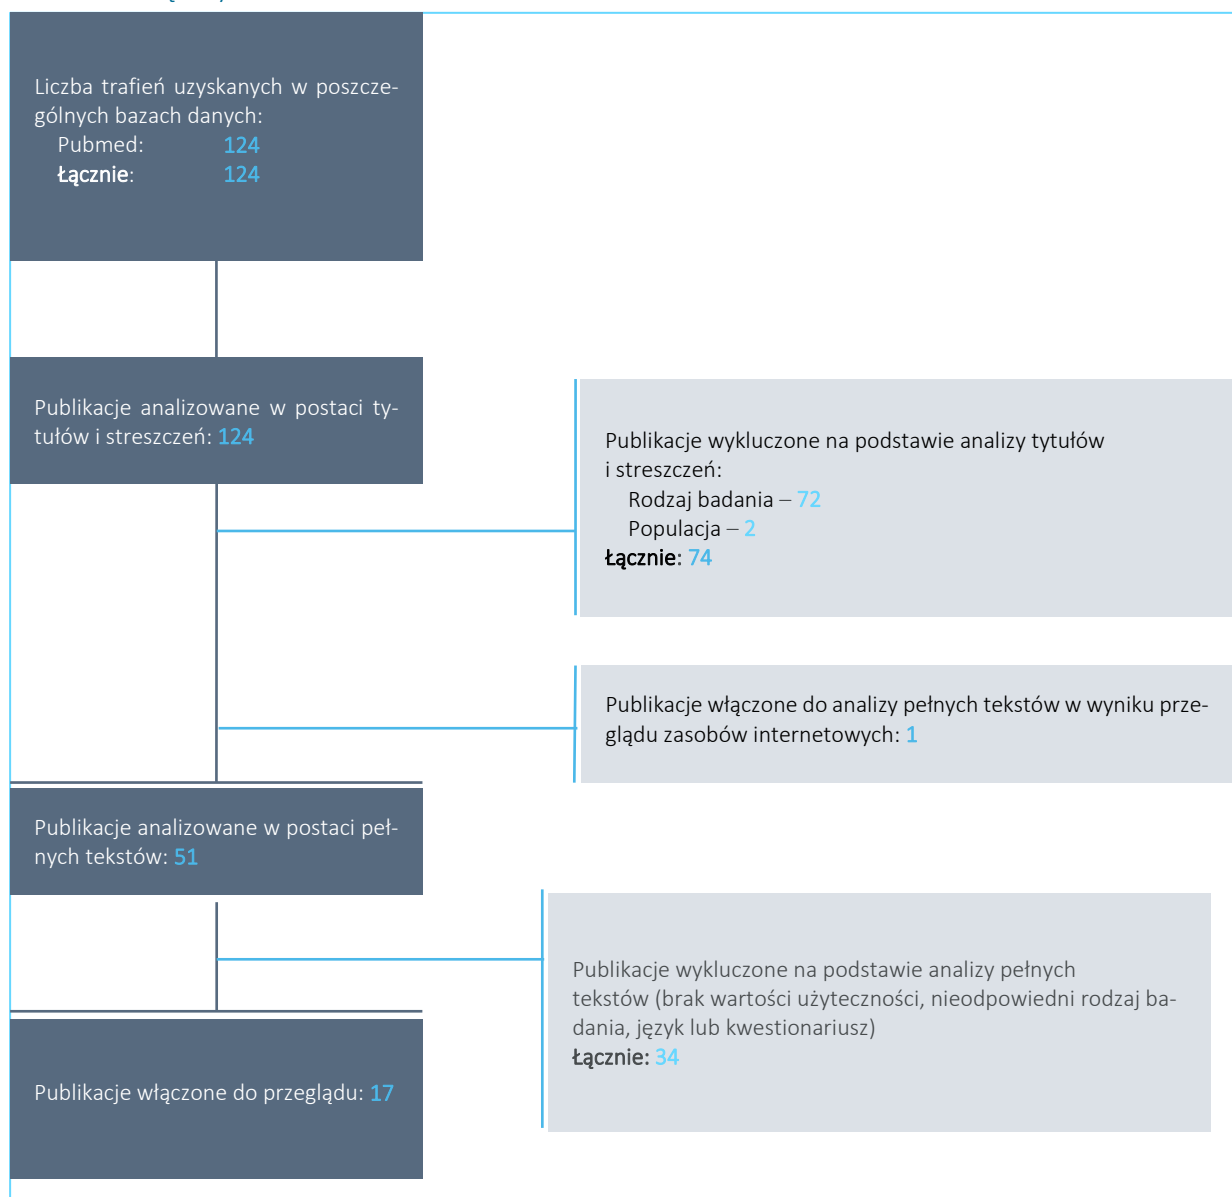 Liczba trafień uzyskanych w poszcze-
gólnych bazach danych:
Pubmed: 124
Łącznie: 124
Publikacje analizowane w postaci ty-
tułów i streszczeń: 124
Publikacje wykluczone na podstawie analizy tytułów
i streszczeń:
Rodzaj badania – 72
Populacja – 2
Łącznie: 74
Publikacje włączone do analizy pełnych tekstów w wyniku prze-
glądu zasobów internetowych: 1
Publikacje analizowane w postaci peł-
nych tekstów: 51
Publikacje wykluczone na podstawie analizy pełnych
tekstów (brak wartości użyteczności, nieodpowiedni rodzaj ba-
dania, język lub kwestionariusz)
Łącznie: 34
Publikacje włączone do przeglądu: 17